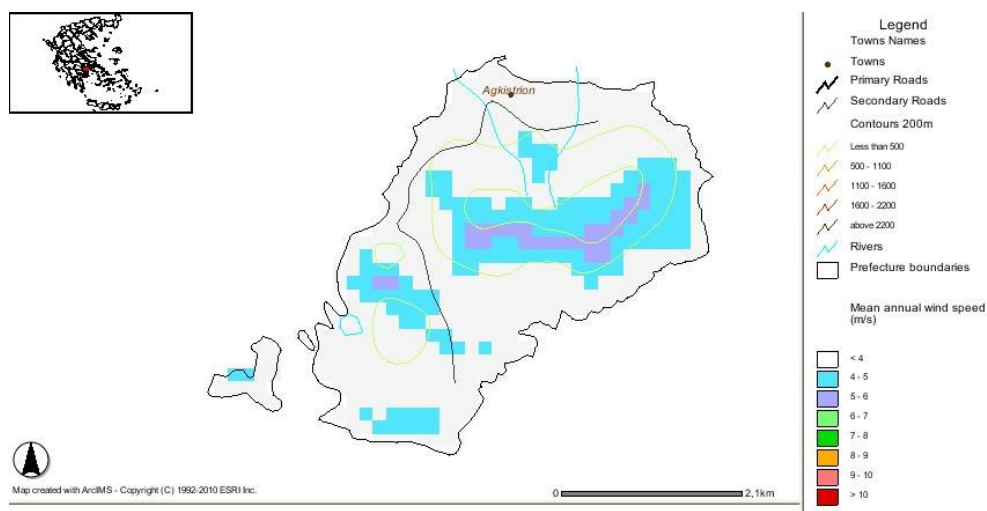 Legend
Towns Names
Towns
Primary Roads
Secondary Roads
Contours 200m
Less than 500
500 - 1100
1100 - 1600
1600 - 2200
above 2200
Rivers
Prefecture boundaries
Mean annual wind speed
(m/s)
< 4
4 - 5
5 - 6
6 - 7
7 - 8
8 - 9
9 - 10
> 10
Agkistrion
Map created with ArcIMS - Copyright (C) 1992-2010 ESRI Inc.
0 2,1km